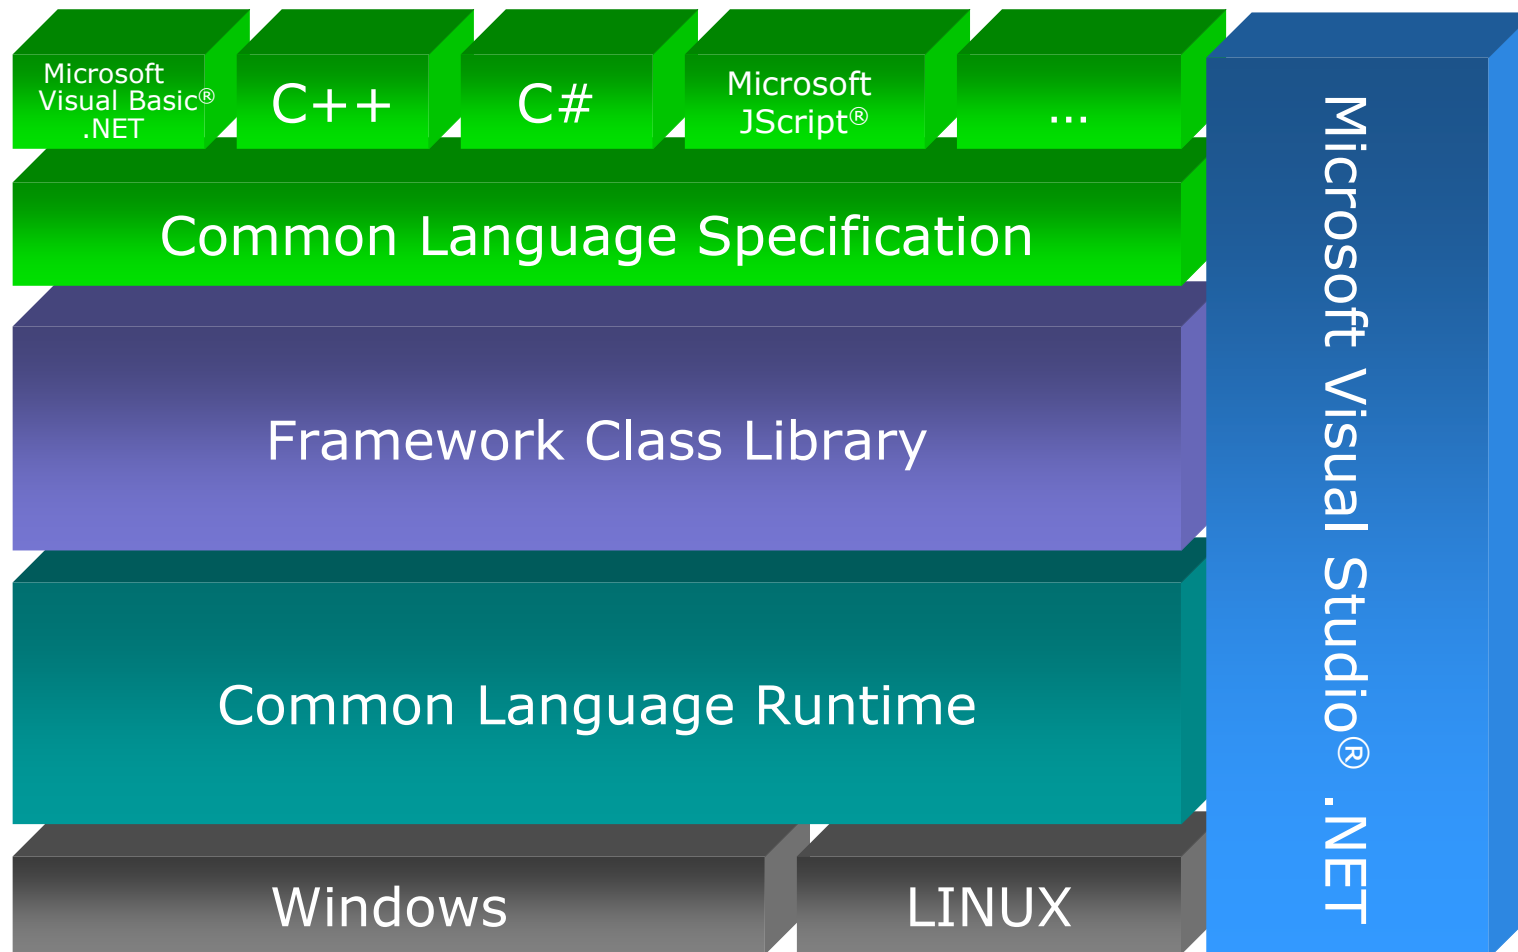 Microsoft
Visual Basic®
.NET
C++
C#
Microsoft
JScript®
...
Common Language Specification
Framework Class Library
Common Language Runtime
Windows
LINUX
Microsoft Visual Studio® .NET